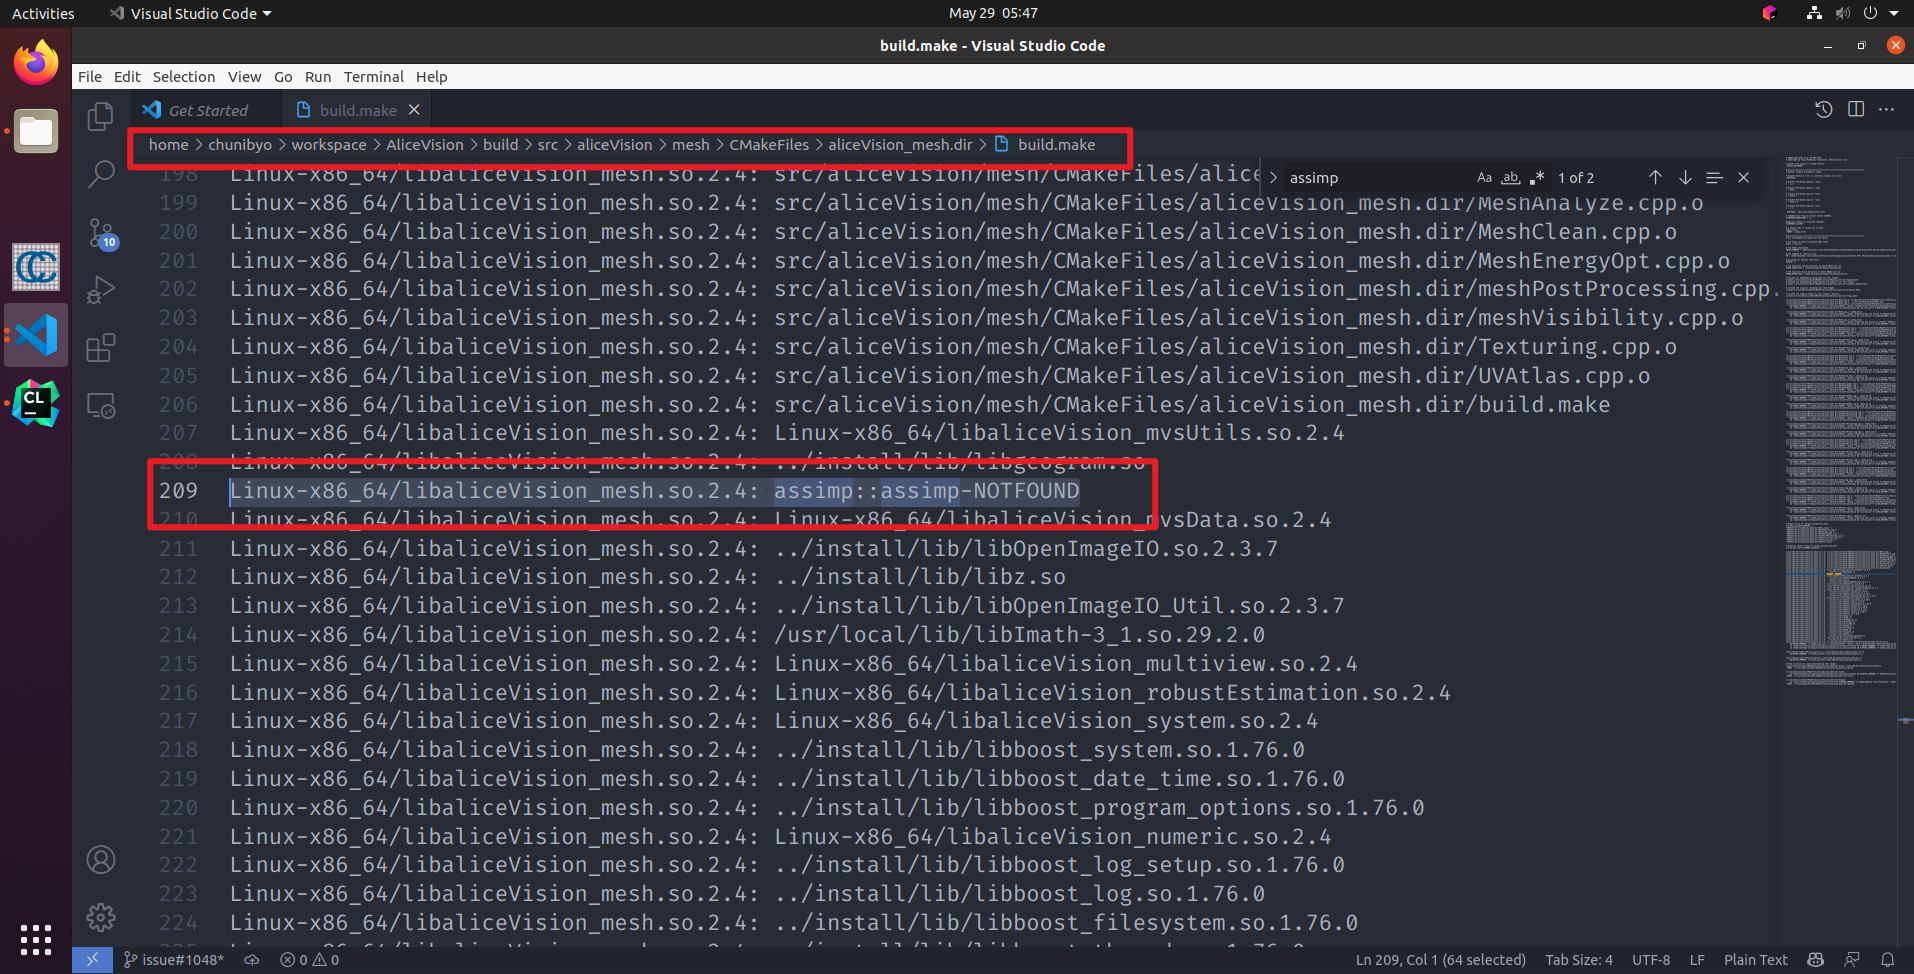 Activities
Visual Studio Code
May 29 05:47
build.make - Visual Studio Code
File Edit Selection View Go Run Terminal Help
Get Started
build.make
home > chunibyo > workspace > AliceVision > build > src > aliceVision > mesh > CMakeFiles > aliceVision_mesh.dir > build.make
assimp
Aa ab 1 of 2
198 Linux-x86_64/libaliceVision_mesh.so.2.4: src/aliceVision/mesh/CMakeFiles/alice
199 Linux-x86_64/libaliceVision_mesh.so.2.4: src/aliceVision/mesh/CMakeFiles/aliceVision_mesh.dir/MeshAnalyze.cpp.o
200 Linux-x86_64/libaliceVision_mesh.so.2.4: src/aliceVision/mesh/CMakeFiles/aliceVision_mesh.dir/MeshClean.cpp.o
201 Linux-x86_64/libaliceVision_mesh.so.2.4: src/aliceVision/mesh/CMakeFiles/aliceVision_mesh.dir/MeshEnergyOpt.cpp.o
202 Linux-x86_64/libaliceVision_mesh.so.2.4: src/aliceVision/mesh/CMakeFiles/aliceVision_mesh.dir/meshPostProcessing.cpp.
203 Linux-x86_64/libaliceVision_mesh.so.2.4: src/aliceVision/mesh/CMakeFiles/aliceVision_mesh.dir/meshVisibility.cpp.o
204 Linux-x86_64/libaliceVision_mesh.so.2.4: src/aliceVision/mesh/CMakeFiles/aliceVision_mesh.dir/Texturing.cpp.o
205 Linux-x86_64/libaliceVision_mesh.so.2.4: src/aliceVision/mesh/CMakeFiles/aliceVision_mesh.dir/UVAtlas.cpp.o
206 Linux-x86_64/libaliceVision_mesh.so.2.4: src/aliceVision/mesh/CMakeFiles/aliceVision_mesh.dir/build.make
207 Linux-x86_64/libaliceVision_mesh.so.2.4: Linux-x86_64/libaliceVision_mvsUtils.so.2.4
208 Linux-x86_64/libaliceVision_mesh.so.2.4: ../install/lib/libgeogram.so
209 Linux-x86_64/libaliceVision_mesh.so.2.4: assimp::assimp-NOTFOUND
210 Linux-x86_64/libaliceVision_mesh.so.2.4: Linux-x86_64/libaliceVision_mvsData.so.2.4
211 Linux-x86_64/libaliceVision_mesh.so.2.4: ../install/lib/libOpenImageIO.so.2.3.7
212 Linux-x86_64/libaliceVision_mesh.so.2.4: ../install/lib/libz.so
213 Linux-x86_64/libaliceVision_mesh.so.2.4: ../install/lib/libOpenImageIO_Util.so.2.3.7
214 Linux-x86_64/libaliceVision_mesh.so.2.4: /usr/local/lib/libImath-3_1.so.29.2.0
215 Linux-x86_64/libaliceVision_mesh.so.2.4: Linux-x86_64/libaliceVision_multiview.so.2.4
216 Linux-x86_64/libaliceVision_mesh.so.2.4: Linux-x86_64/libaliceVision_robustEstimation.so.2.4
217 Linux-x86_64/libaliceVision_mesh.so.2.4: Linux-x86_64/libaliceVision_system.so.2.4
218 Linux-x86_64/libaliceVision_mesh.so.2.4: ../install/lib/libboost_system.so.1.76.0
219 Linux-x86_64/libaliceVision_mesh.so.2.4: ../install/lib/libboost_date_time.so.1.76.0
220 Linux-x86_64/libaliceVision_mesh.so.2.4: ../install/lib/libboost_program_options.so.1.76.0
221 Linux-x86_64/libaliceVision_mesh.so.2.4: Linux-x86_64/libaliceVision_numeric.so.2.4
222 Linux-x86_64/libaliceVision_mesh.so.2.4: ../install/lib/libboost_log_setup.so.1.76.0
223 Linux-x86_64/libaliceVision_mesh.so.2.4: ../install/lib/libboost_log.so.1.76.0
224 Linux-x86_64/libaliceVision_mesh.so.2.4: ../install/lib/libboost_filesystem.so.1.76.0
10
CC
CL
issue#1048* 0 0 Ln 209, Col 1 (64 selected) Tab Size: 4 UTF-8 LF Plain Text